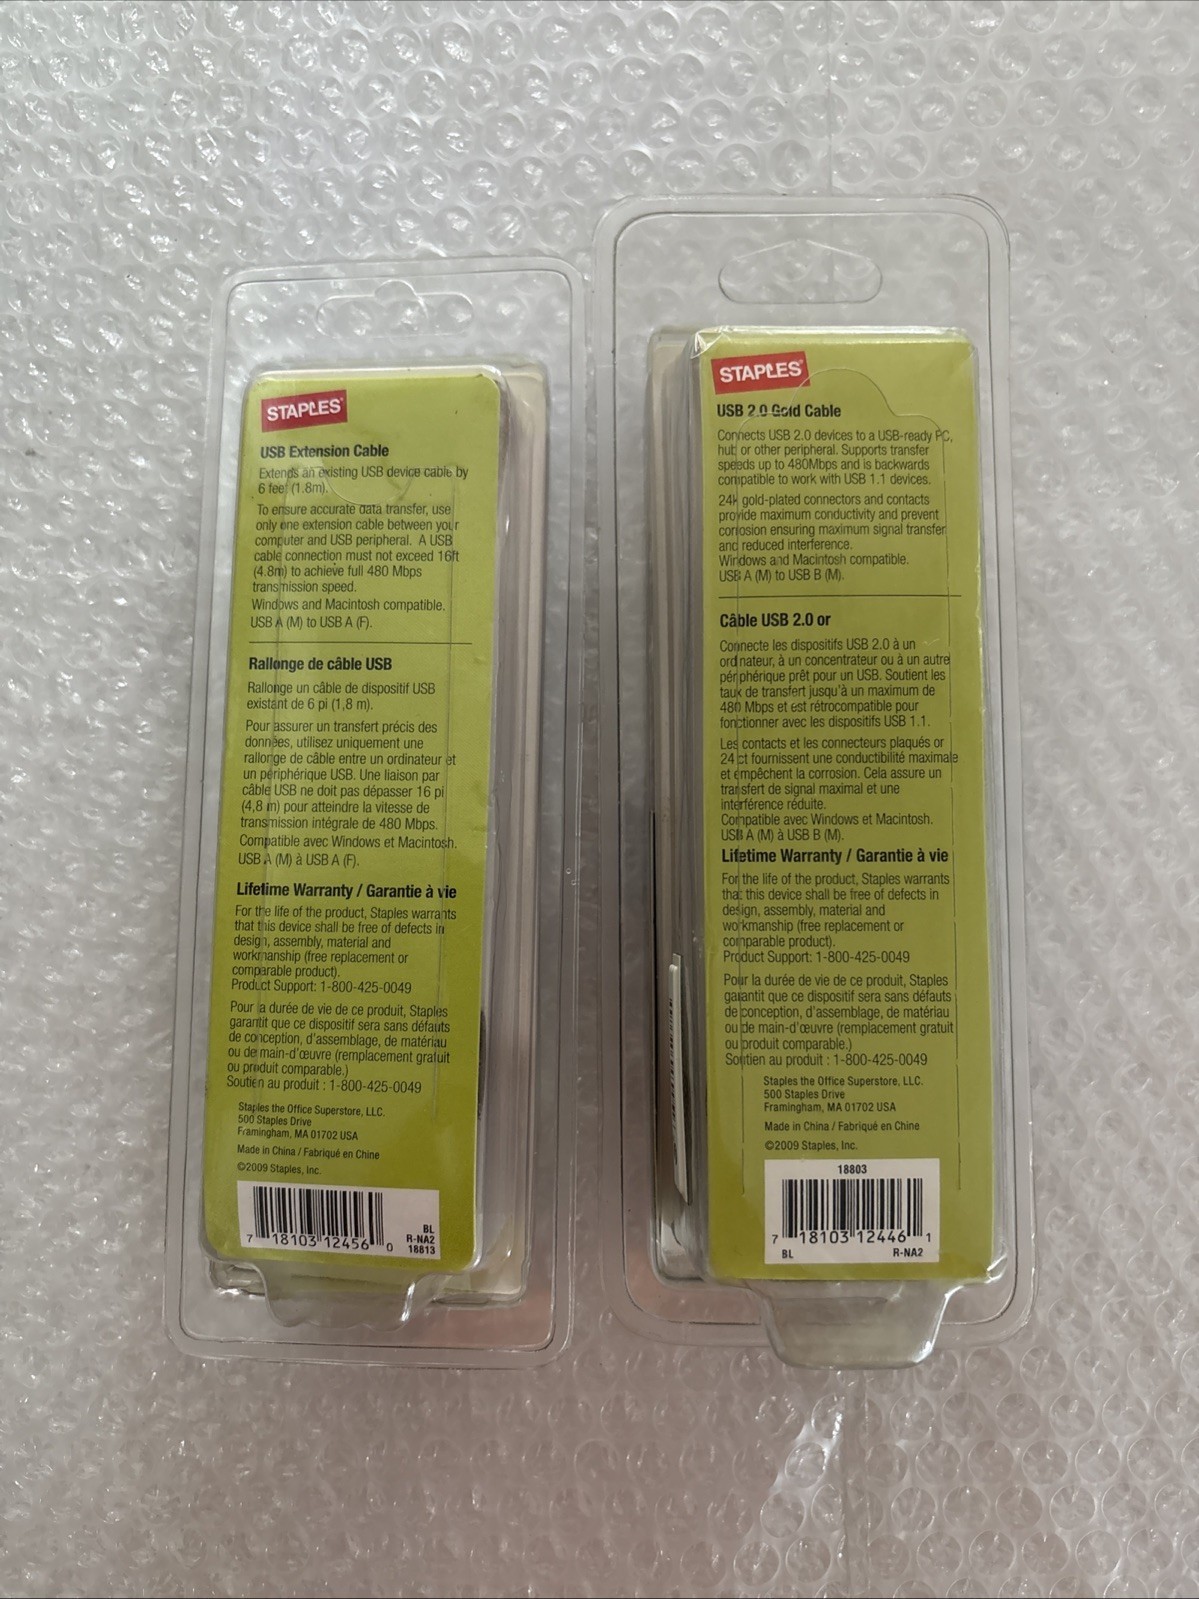 STAPLES
USB Extension Cable
Extends an existing USB device cable by
6 feet (1.8m).
To ensure accurate data transfer, use
only one extension cable between your
computer and USB peripheral. A USB
cable connection must not exceed 16ft
(4.8m) to achieve full 480 Mbps
transmission speed.
Windows and Macintosh compatible.
USB A (M) to USB A (F).
Rallonge de câble USB
Rallonge un câble de dispositif USB
existant de 6 pi (1,8 m).
Pour assurer un transfert précis des
données, utilisez uniquement une
rallonge de câble entre un ordinateur et
un périphérique USB. Une liaison par
câble USB ne doit pas dépasser 16 pi
(4,8 m) pour atteindre la vitesse de
transmission intégrale de 480 Mbps.
Compatible avec Windows et Macintosh.
USB A (M) à USB A (F).
Lifetime Warranty / Garantie à vie
For the life of the product, Staples warrants
that this device shall be free of defects in
design, assembly, material and
workmanship (free replacement or
comparable product).
Product Support: 1-800-425-0049
Pour la durée de vie de ce produit, Staples
garantit que ce dispositif sera sans défauts
de conception, d'assemblage, de matériau
ou de main-d'œuvre (remplacement gratuit
ou produit comparable.)
Soutien au produit : 1-800-425-0049
Staples the Office Superstore, LLC.
500 Staples Drive
Framingham, MA 01702 USA
Made in China / Fabriqué en Chine
©2009 Staples, Inc.
7 18103 12456 0
BL
R-NA2
18813
STAPLES
USB 2.0 Gold Cable
Connects USB 2.0 devices to a USB-ready PC,
hub or other peripheral. Supports transfer
speeds up to 480Mbps and is backwards
compatible to work with USB 1.1 devices.
24k gold-plated connectors and contacts
provide maximum conductivity and prevent
corrosion ensuring maximum signal transfer
and reduced interference.
Windows and Macintosh compatible.
USB A (M) to USB B (M).
Câble USB 2.0 or
Connecte les dispositifs USB 2.0 à un
ordinateur, à un concentrateur ou à un autre
périphérique prêt pour un USB. Soutient les
taux de transfert jusqu'à un maximum de
480 Mbps et est rétrocompatible pour
fonctionner avec les dispositifs USB 1.1.
Les contacts et les connecteurs plaqués or
24 ct fournissent une conductibilité maximale
et empêchent la corrosion. Cela assure un
transfert de signal maximal et une
interférence réduite.
Compatible avec Windows et Macintosh.
USB A (M) à USB B (M).
Lifetime Warranty / Garantie à vie
For the life of the product, Staples warrants
that this device shall be free of defects in
design, assembly, material and
workmanship (free replacement or
comparable product).
Product Support: 1-800-425-0049
Pour la durée de vie de ce produit, Staples
garantit que ce dispositif sera sans défauts
de conception, d'assemblage, de matériau
ou de main-d'œuvre (remplacement gratuit
ou produit comparable.)
Soutien au produit : 1-800-425-0049
Staples the Office Superstore, LLC.
500 Staples Drive
Framingham, MA 01702 USA
Made in China / Fabriqué en Chine
©2009 Staples, Inc.
18803
7 18103 12446 1
BL R-NA2